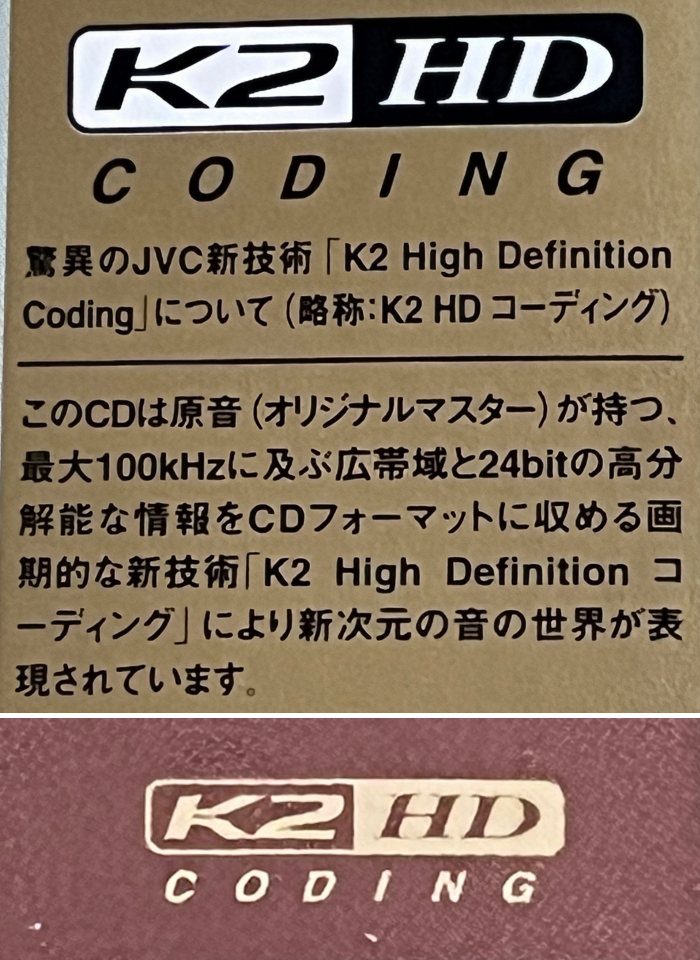 K2 HD
CODING
驚異のJVC新技術「K2 High Definition
Coding」について（略称:K2 HD コーディング）
このCDは原音（オリジナルマスター）が持つ、
最大100kHzに及ぶ広帯域と24bitの高分
解能な情報をCDフォーマットに収める画
期的な新技術「K2 High Definition コ
ーディング」により新次元の音の世界が表
現されています。
K2 HD
CODING